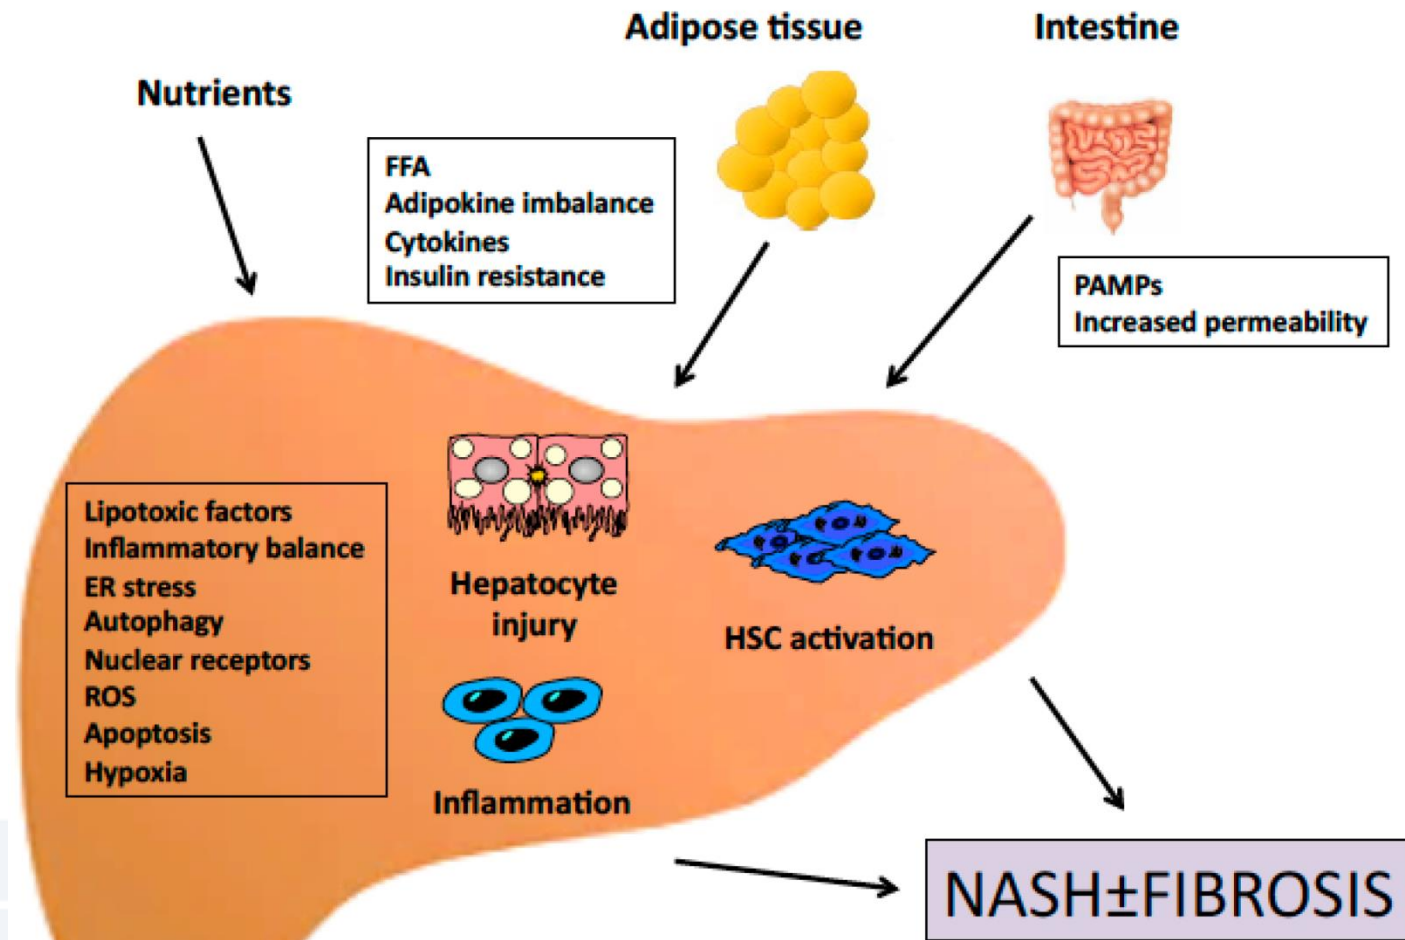 Adipose tissue
Intestine
Nutrients
FFA
Adipokine imbalance
Cytokines
Insulin resistance
PAMPs
Increased permeability
Lipotoxic factors
Inflammatory balance
ER stress
Autophagy
Nuclear receptors
ROS
Apoptosis
Hypoxia
Hepatocyte
injury
HSC activation
Inflammation
NASH±FIBROSIS